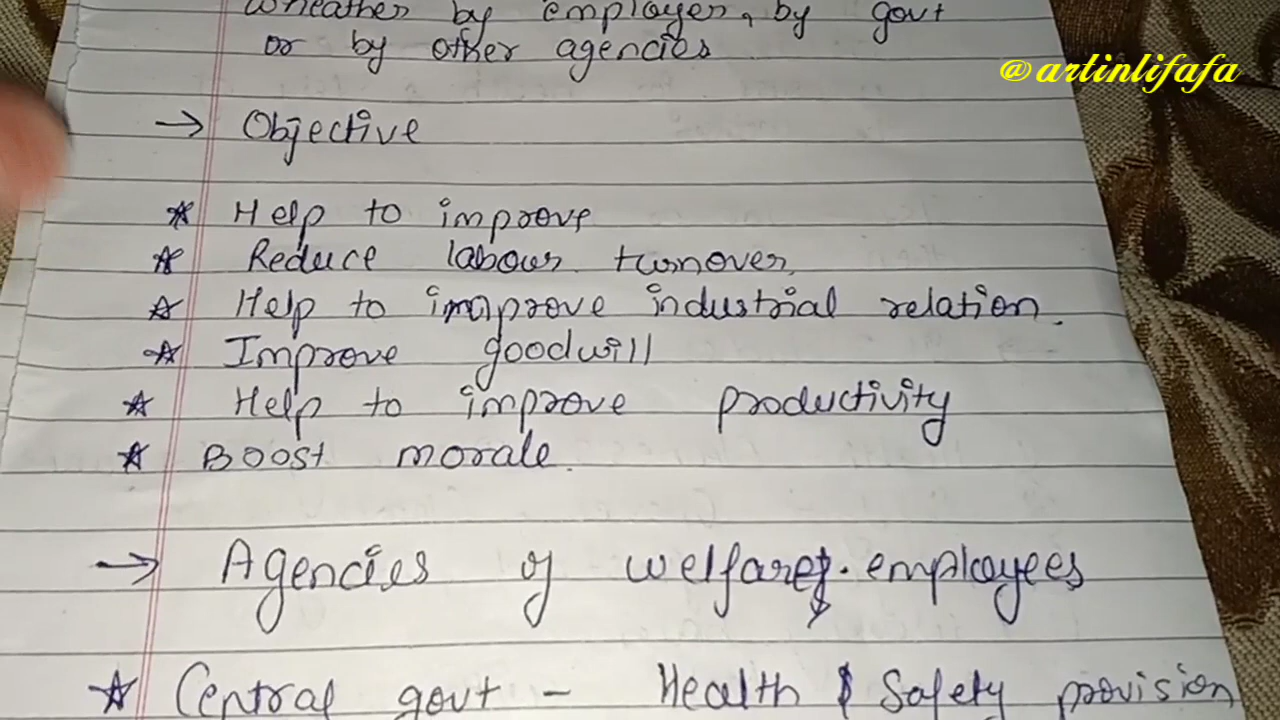 Wheather by employer, by govt
or by other agencies
@artinlifafa
→ Objective
☆ Help to improve
☆ Reduce labour turnover.
☆ Help to improve industrial relation.
☆ Improve goodwill
☆ Help to improve productivity
☆ Boost morale.
→ Agencies of welfare. employees
☆ Central govt - Health & Safety provision